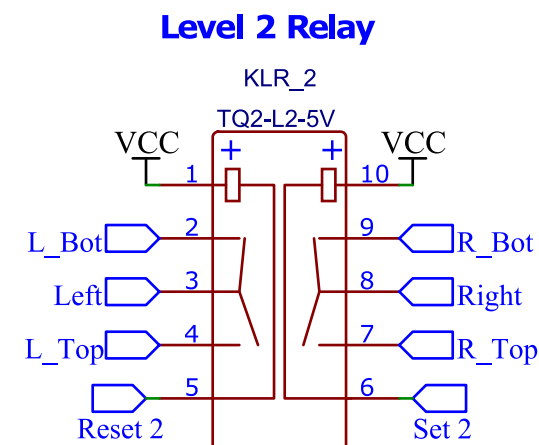 Level 2 Relay
KLR_2
TQ2-L2-5V
VCC + + VCC
1 10
L_Bot 2 9 R_Bot
Left 3 8 Right
L_Top 4 7 R_Top
5 6
Reset 2 Set 2